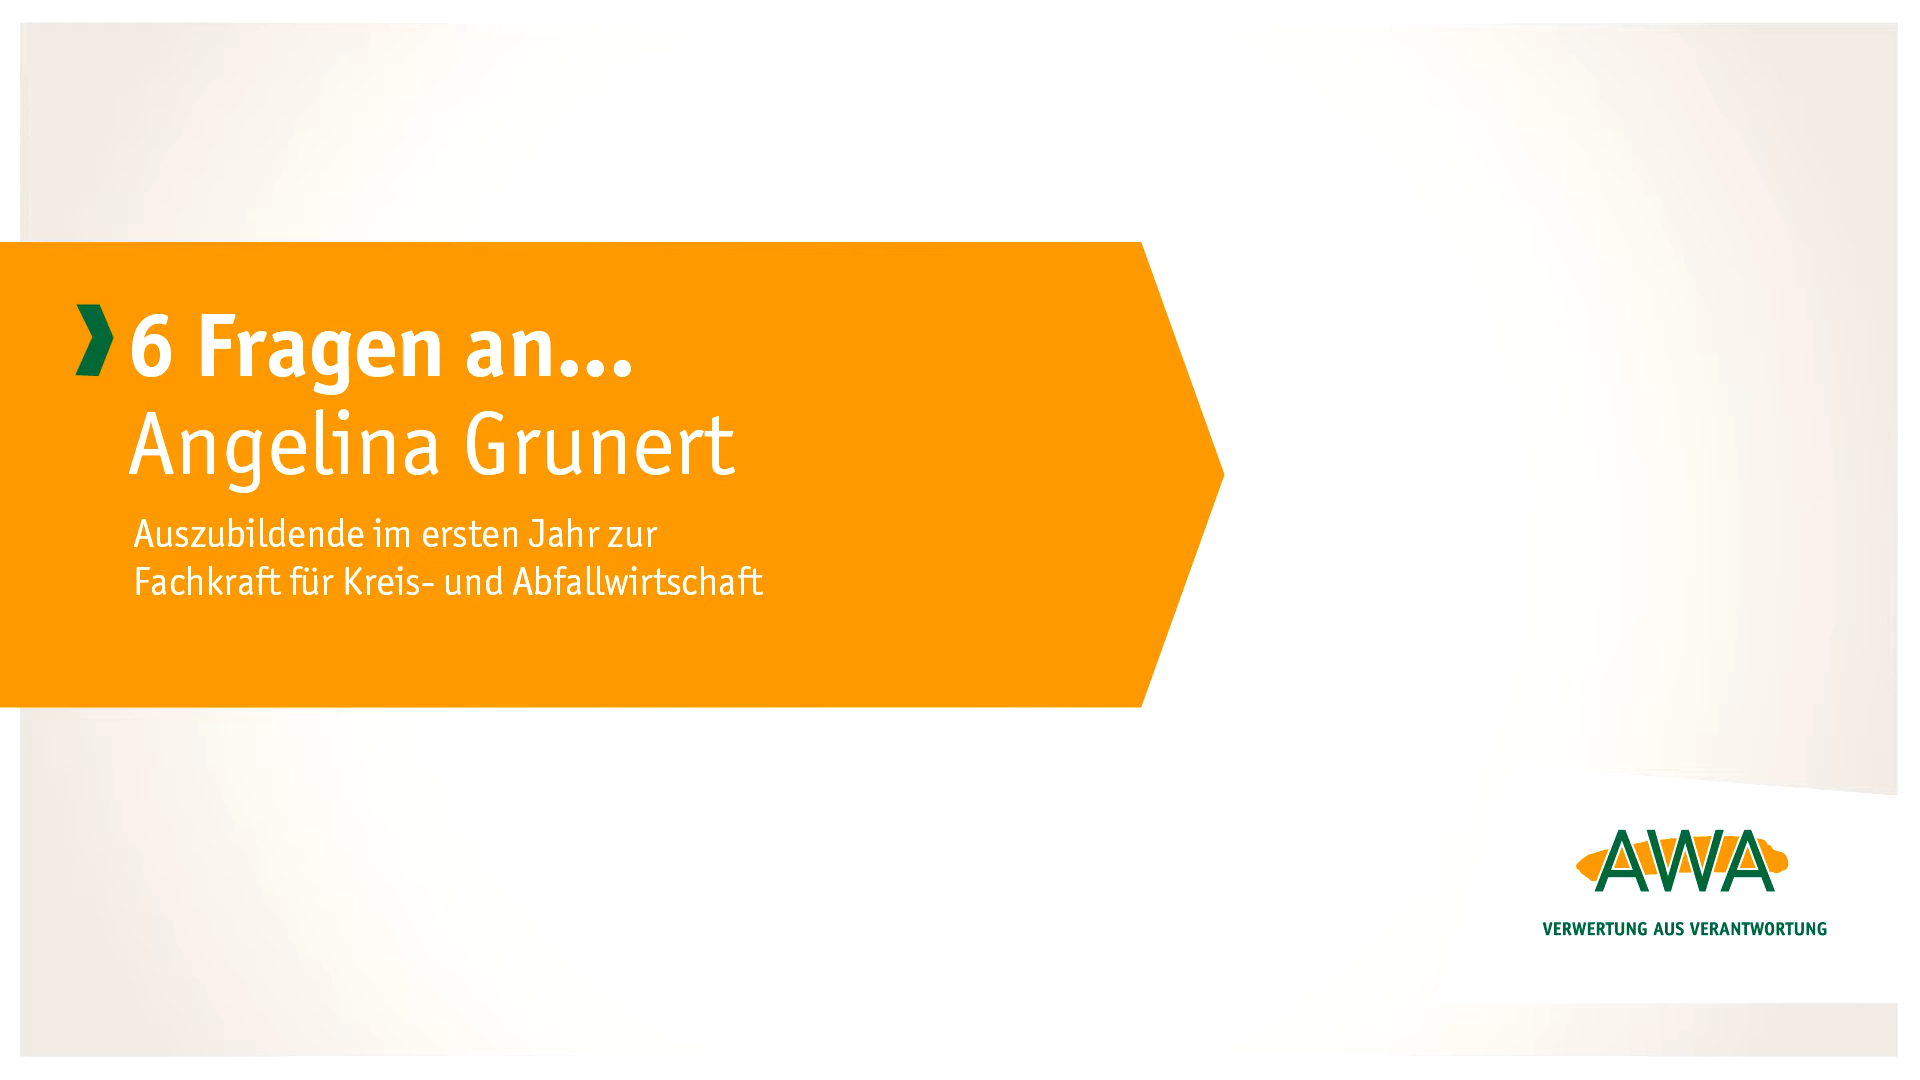 6 Fragen an...
Angelina Grunert
Auszubildende im ersten Jahr zur
Fachkraft für Kreis- und Abfallwirtschaft
AWA
VERWERTUNG AUS VERANTWORTUNG